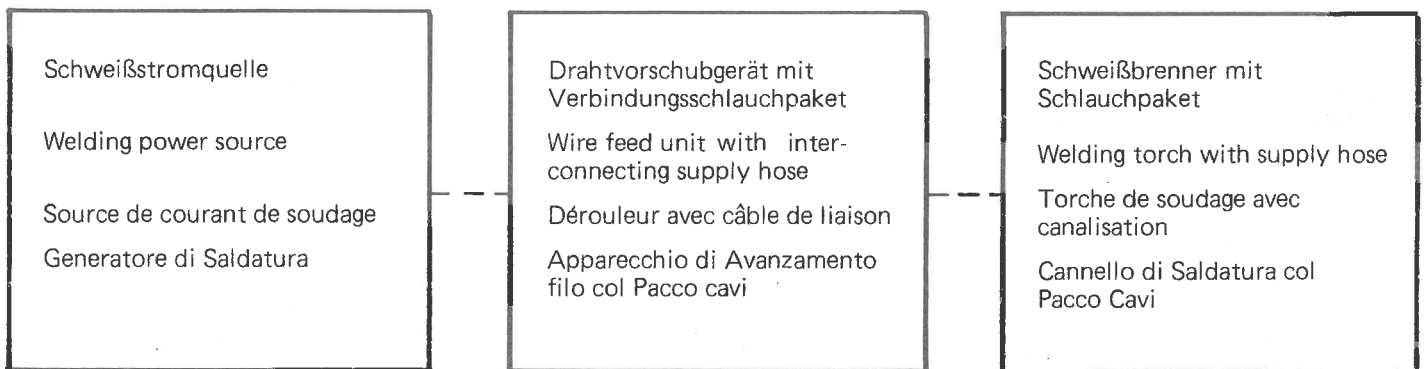 Schweißstromquelle
Welding power source
Source de courant de soudage
Generatore di Saldatura
Drahtvorschubgerät mit
Verbindungsschlauchpaket
Wire feed unit with inter-
connecting supply hose
Dérouleur avec câble de liaison
Apparecchio di Avanzamento
filo col Pacco cavi
Schweißbrenner mit
Schlauchpaket
Welding torch with supply hose
Torche de soudage avec
canalisation
Cannello di Saldatura col
Pacco Cavi